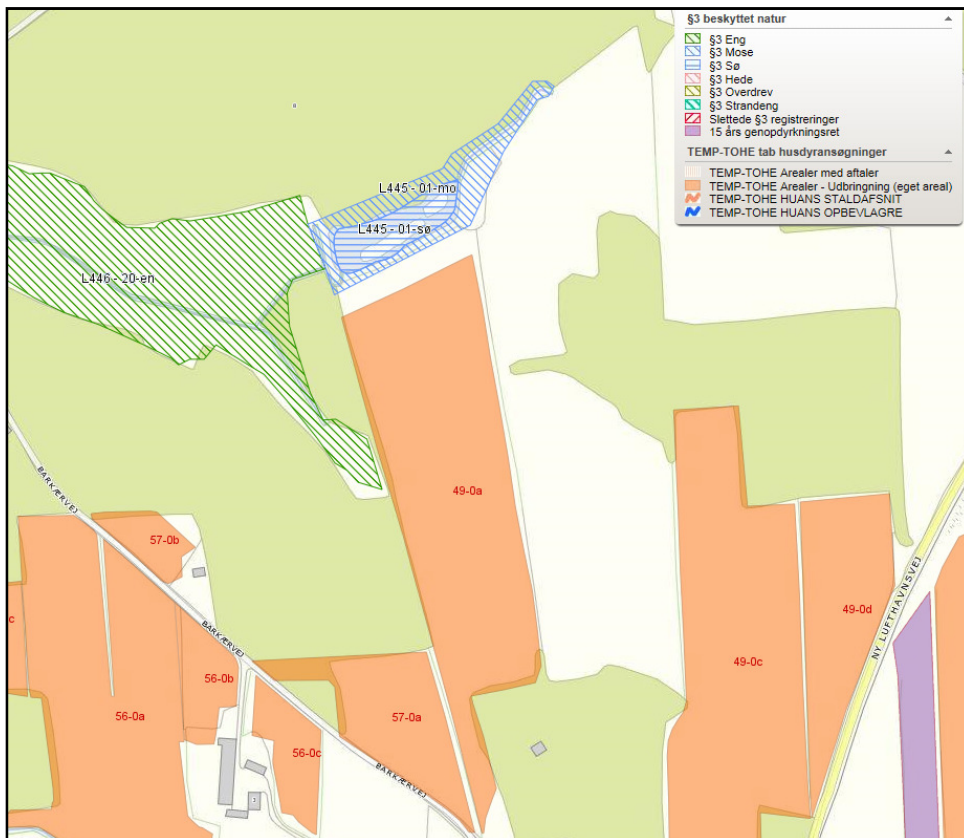 §3 beskyttet natur
§3 Eng
§3 Mose
§3 Sø
§3 Hede
§3 Overdrev
§3 Strandeng
Slettede §3 registreringer
15 års genopdyrkningsret
TEMP-TOHE tab husdyransøgninger
TEMP-TOHE Arealer med aftaler
TEMP-TOHE Arealer - Udbringning (eget areal)
TEMP-TOHE HUANS STALDAFSNIT
TEMP-TOHE HUANS OPBEVLAGRE
L445 - 01-mo
L445 - 01-sø
L446 - 20-en
BARKÆRVEJ
49-0a
57-0b
49-0d
NY LUFTHAVNSVEJ
c
BARKÆRVEJ
49-0c
56-0b
56-0a
57-0a
56-0c
BARKÆRVEJ
3